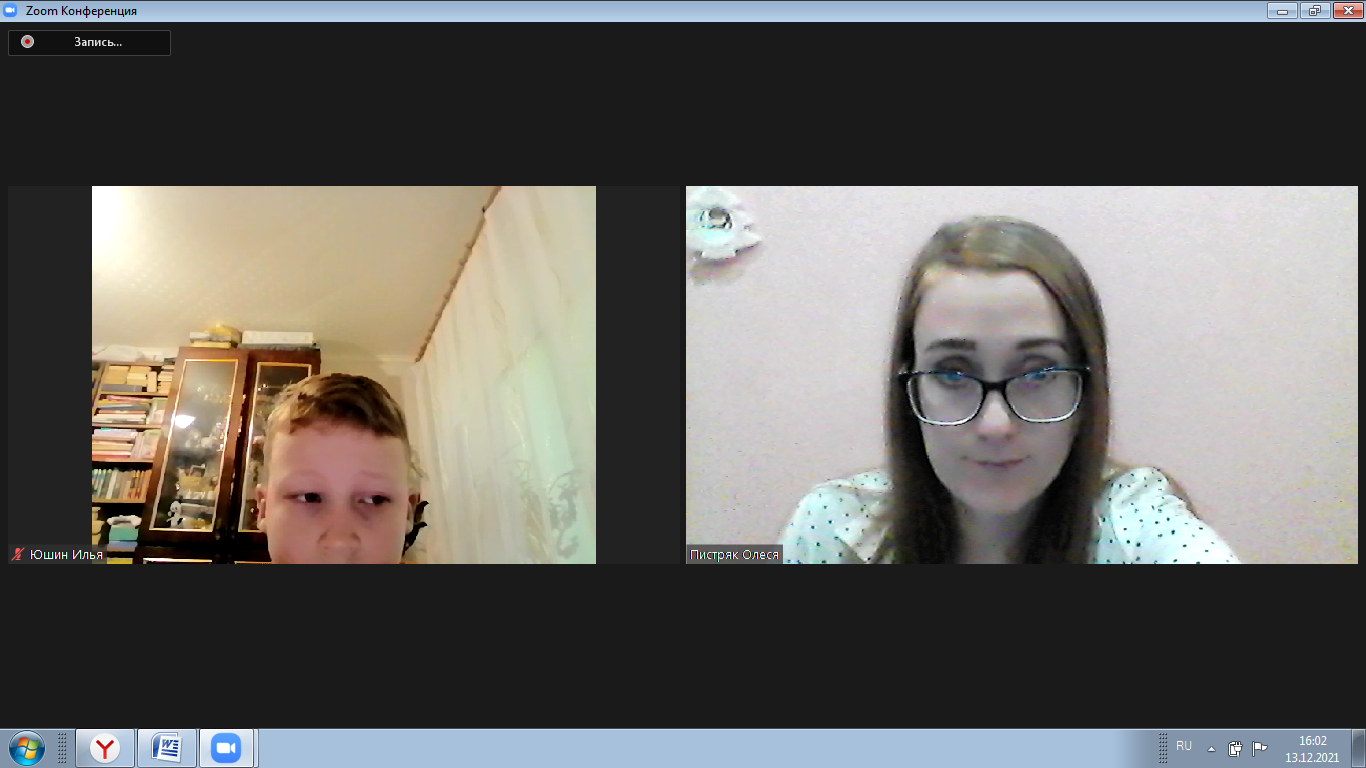 Zoom Конференция
Запись...
Юшин Илья
Пистряк Олеся
RU
16:02
13.12.2021